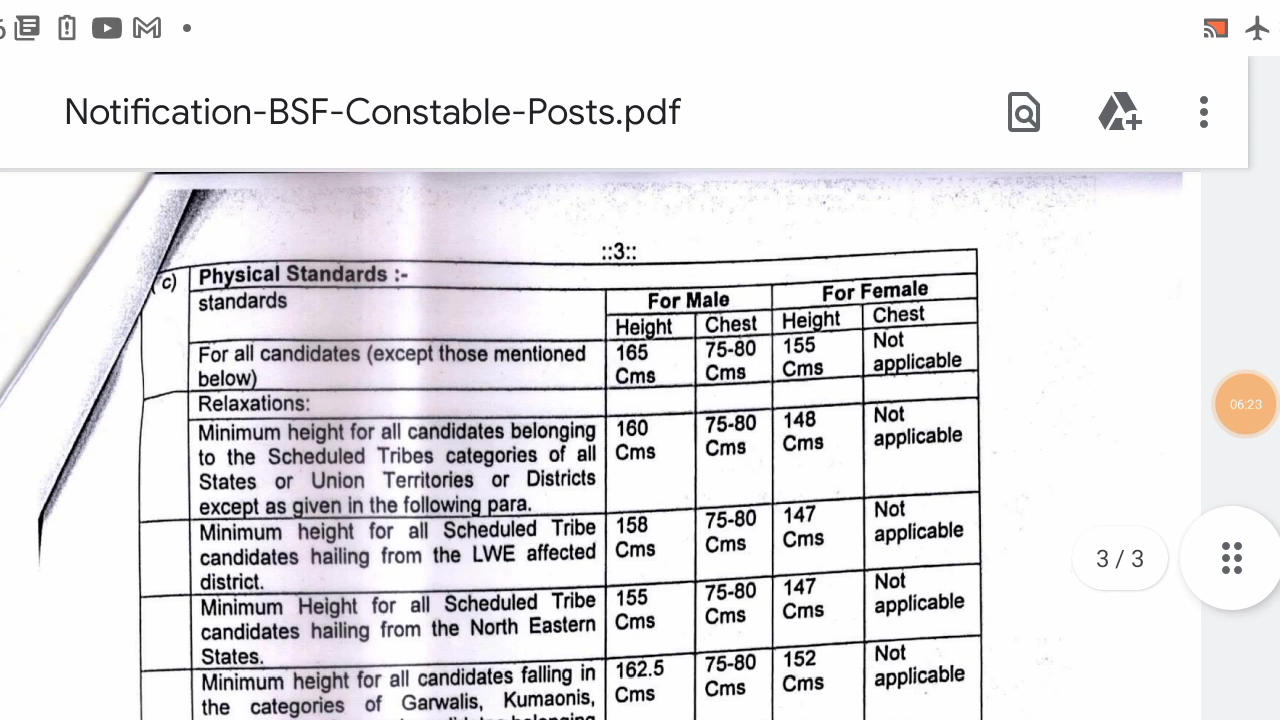 Notification-BSF-Constable-Posts.pdf
::3::
c) Physical Standards :-
standards For Male For Female
Height Chest Height Chest
For all candidates (except those mentioned below) 165 Cms 75-80 Cms 155 Cms Not applicable
Relaxations:
Minimum height for all candidates belonging 160 75-80 148 Not
to the Scheduled Tribes categories of all Cms Cms Cms applicable
States or Union Territories or Districts
except as given in the following para.
Minimum height for all Scheduled Tribe 158 75-80 147 Not
candidates hailing from the LWE affected Cms Cms Cms applicable
district.
Minimum Height for all Scheduled Tribe 155 75-80 147 Not
candidates hailing from the North Eastern Cms Cms Cms applicable
States.
Minimum height for all candidates falling in 162.5 75-80 152 Not
the categories of Garwalis, Kumaonis, Cms Cms Cms applicable
06:23
3 / 3